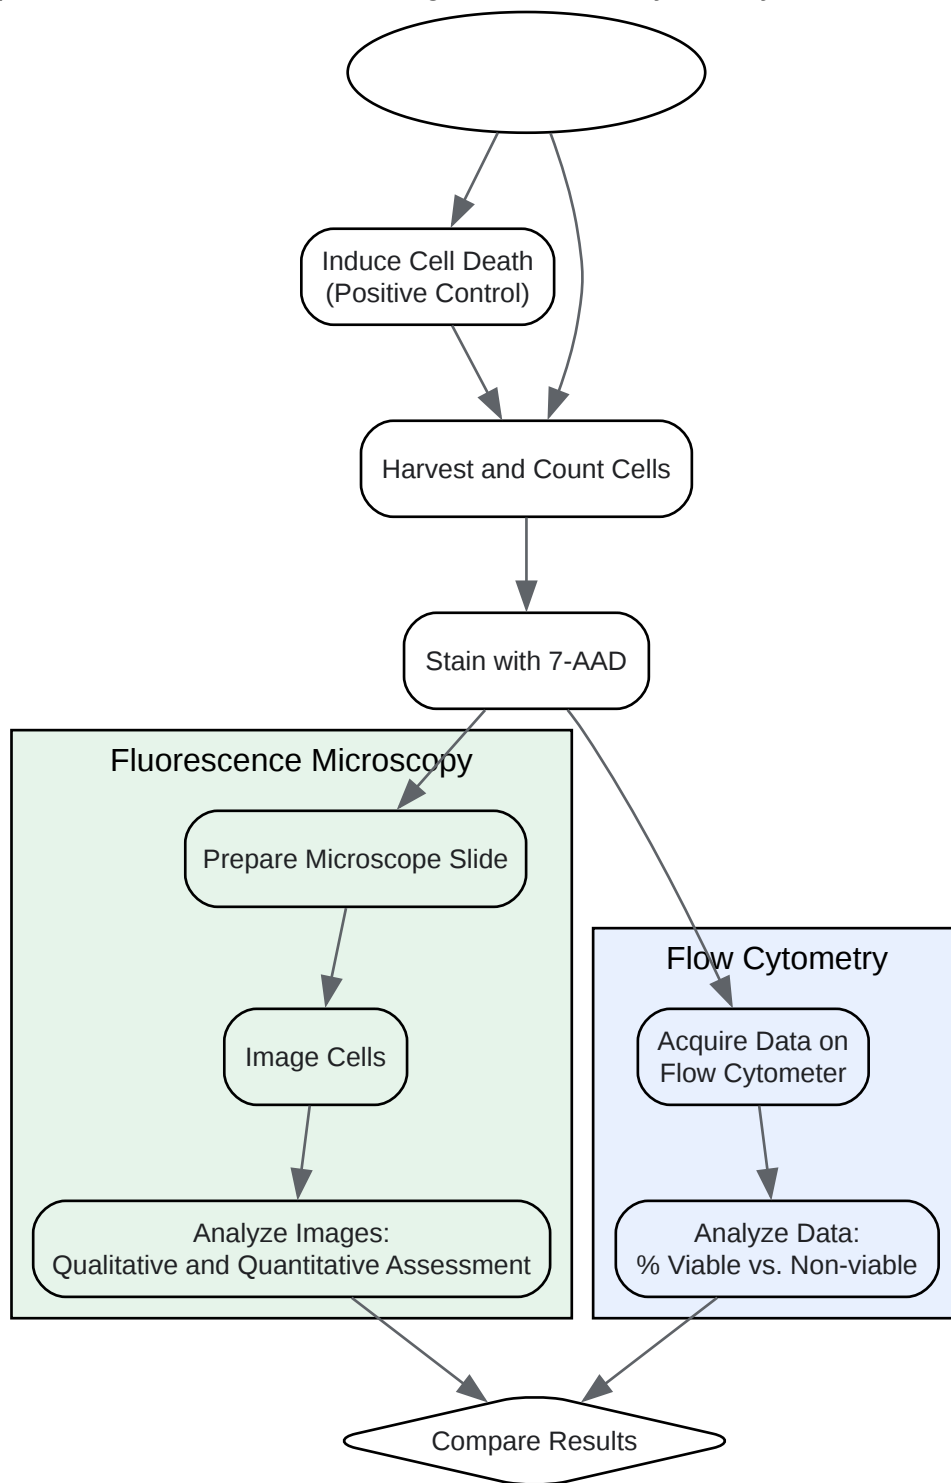 Induce Cell Death
(Positive Control)
Harvest and Count Cells
Stain with 7-AAD
Fluorescence Microscopy
Prepare Microscope Slide
Flow Cytometry
Image Cells
Acquire Data on
Flow Cytometer
Analyze Images:
Qualitative and Quantitative Assessment
Analyze Data:
% Viable vs. Non-viable
Compare Results